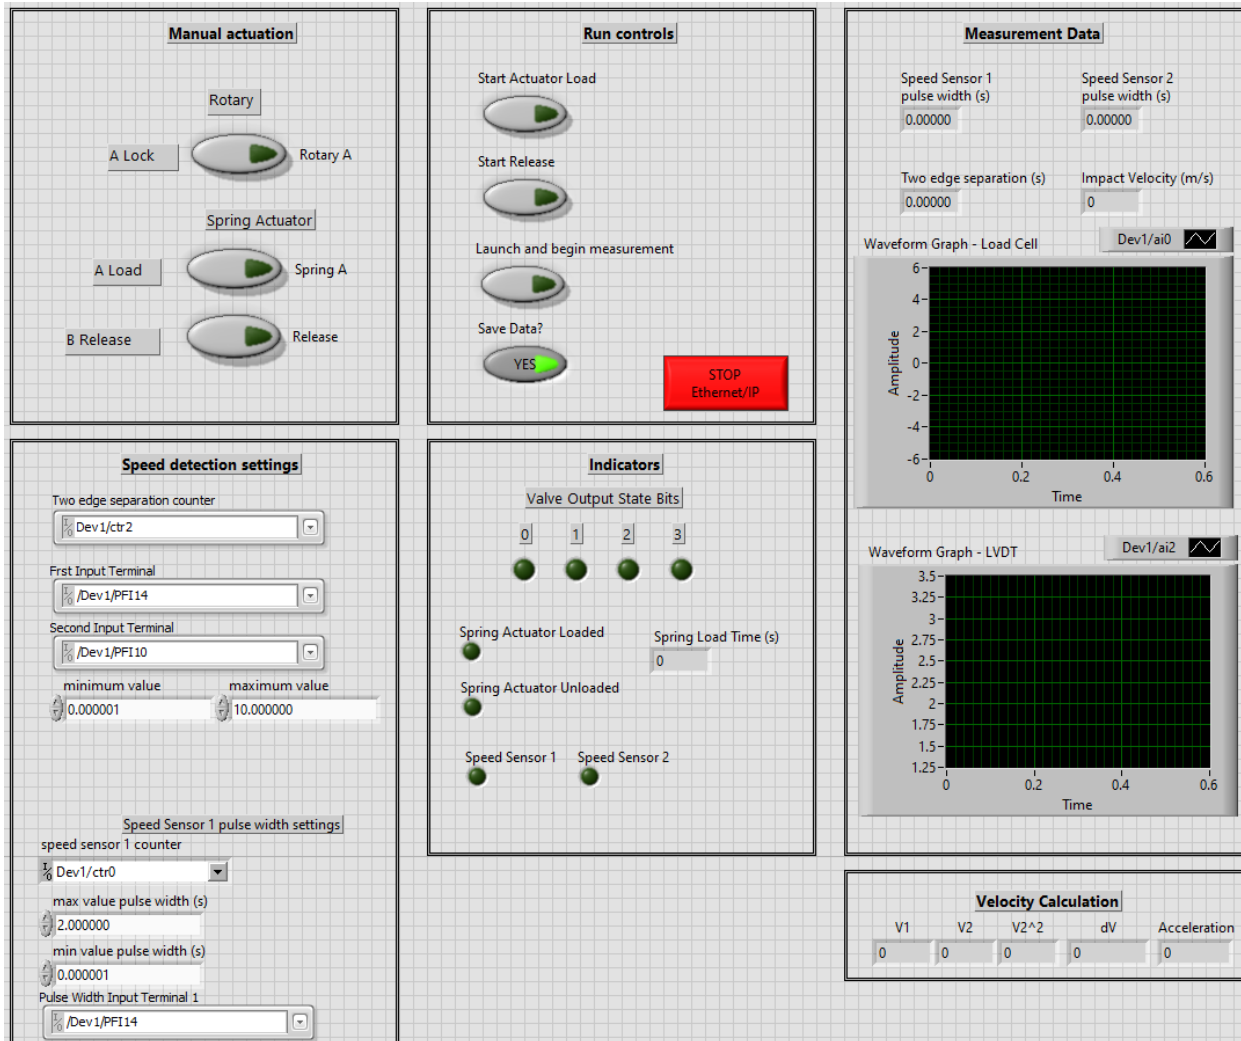 Manual actuation
Rotary
A Lock
Rotary A
Spring Actuator
A Load
Spring A
B Release
Release
Run controls
Start Actuator Load
Start Release
Launch and begin measurement
Save Data?
YES
STOP
Ethernet/IP
Measurement Data
Speed Sensor 1
pulse width (s)
0.00000
Speed Sensor 2
pulse width (s)
0.00000
Two edge separation (s)
0.00000
Impact Velocity (m/s)
0
Waveform Graph - Load Cell
Dev1/ai0
6
4
2
0
-2
-4
-6
Amplitude
0 0.2 0.4 0.6
Time
Waveform Graph - LVDT
Dev1/ai2
3.5
3.25
3
2.75
2.5
2.25
2
1.75
1.5
1.25
Amplitude
0 0.2 0.4 0.6
Time
Speed detection settings
Two edge separation counter
I/0 Dev1/ctr2
Frst Input Terminal
I/0 /Dev1/PFI14
Second Input Terminal
I/0 /Dev1/PFI10
minimum value
0.000001
maximum value
10.000000
Speed Sensor 1 pulse width settings
speed sensor 1 counter
I/0 Dev1/ctr0
max value pulse width (s)
2.000000
min value pulse width (s)
0.000001
Pulse Width Input Terminal 1
I/0 /Dev1/PFI14
Indicators
Valve Output State Bits
0 1 2 3
Spring Actuator Loaded
Spring Load Time (s)
0
Spring Actuator Unloaded
Speed Sensor 1 Speed Sensor 2
Velocity Calculation
V1 V2 V2^2 dV Acceleration
0 0 0 0 0